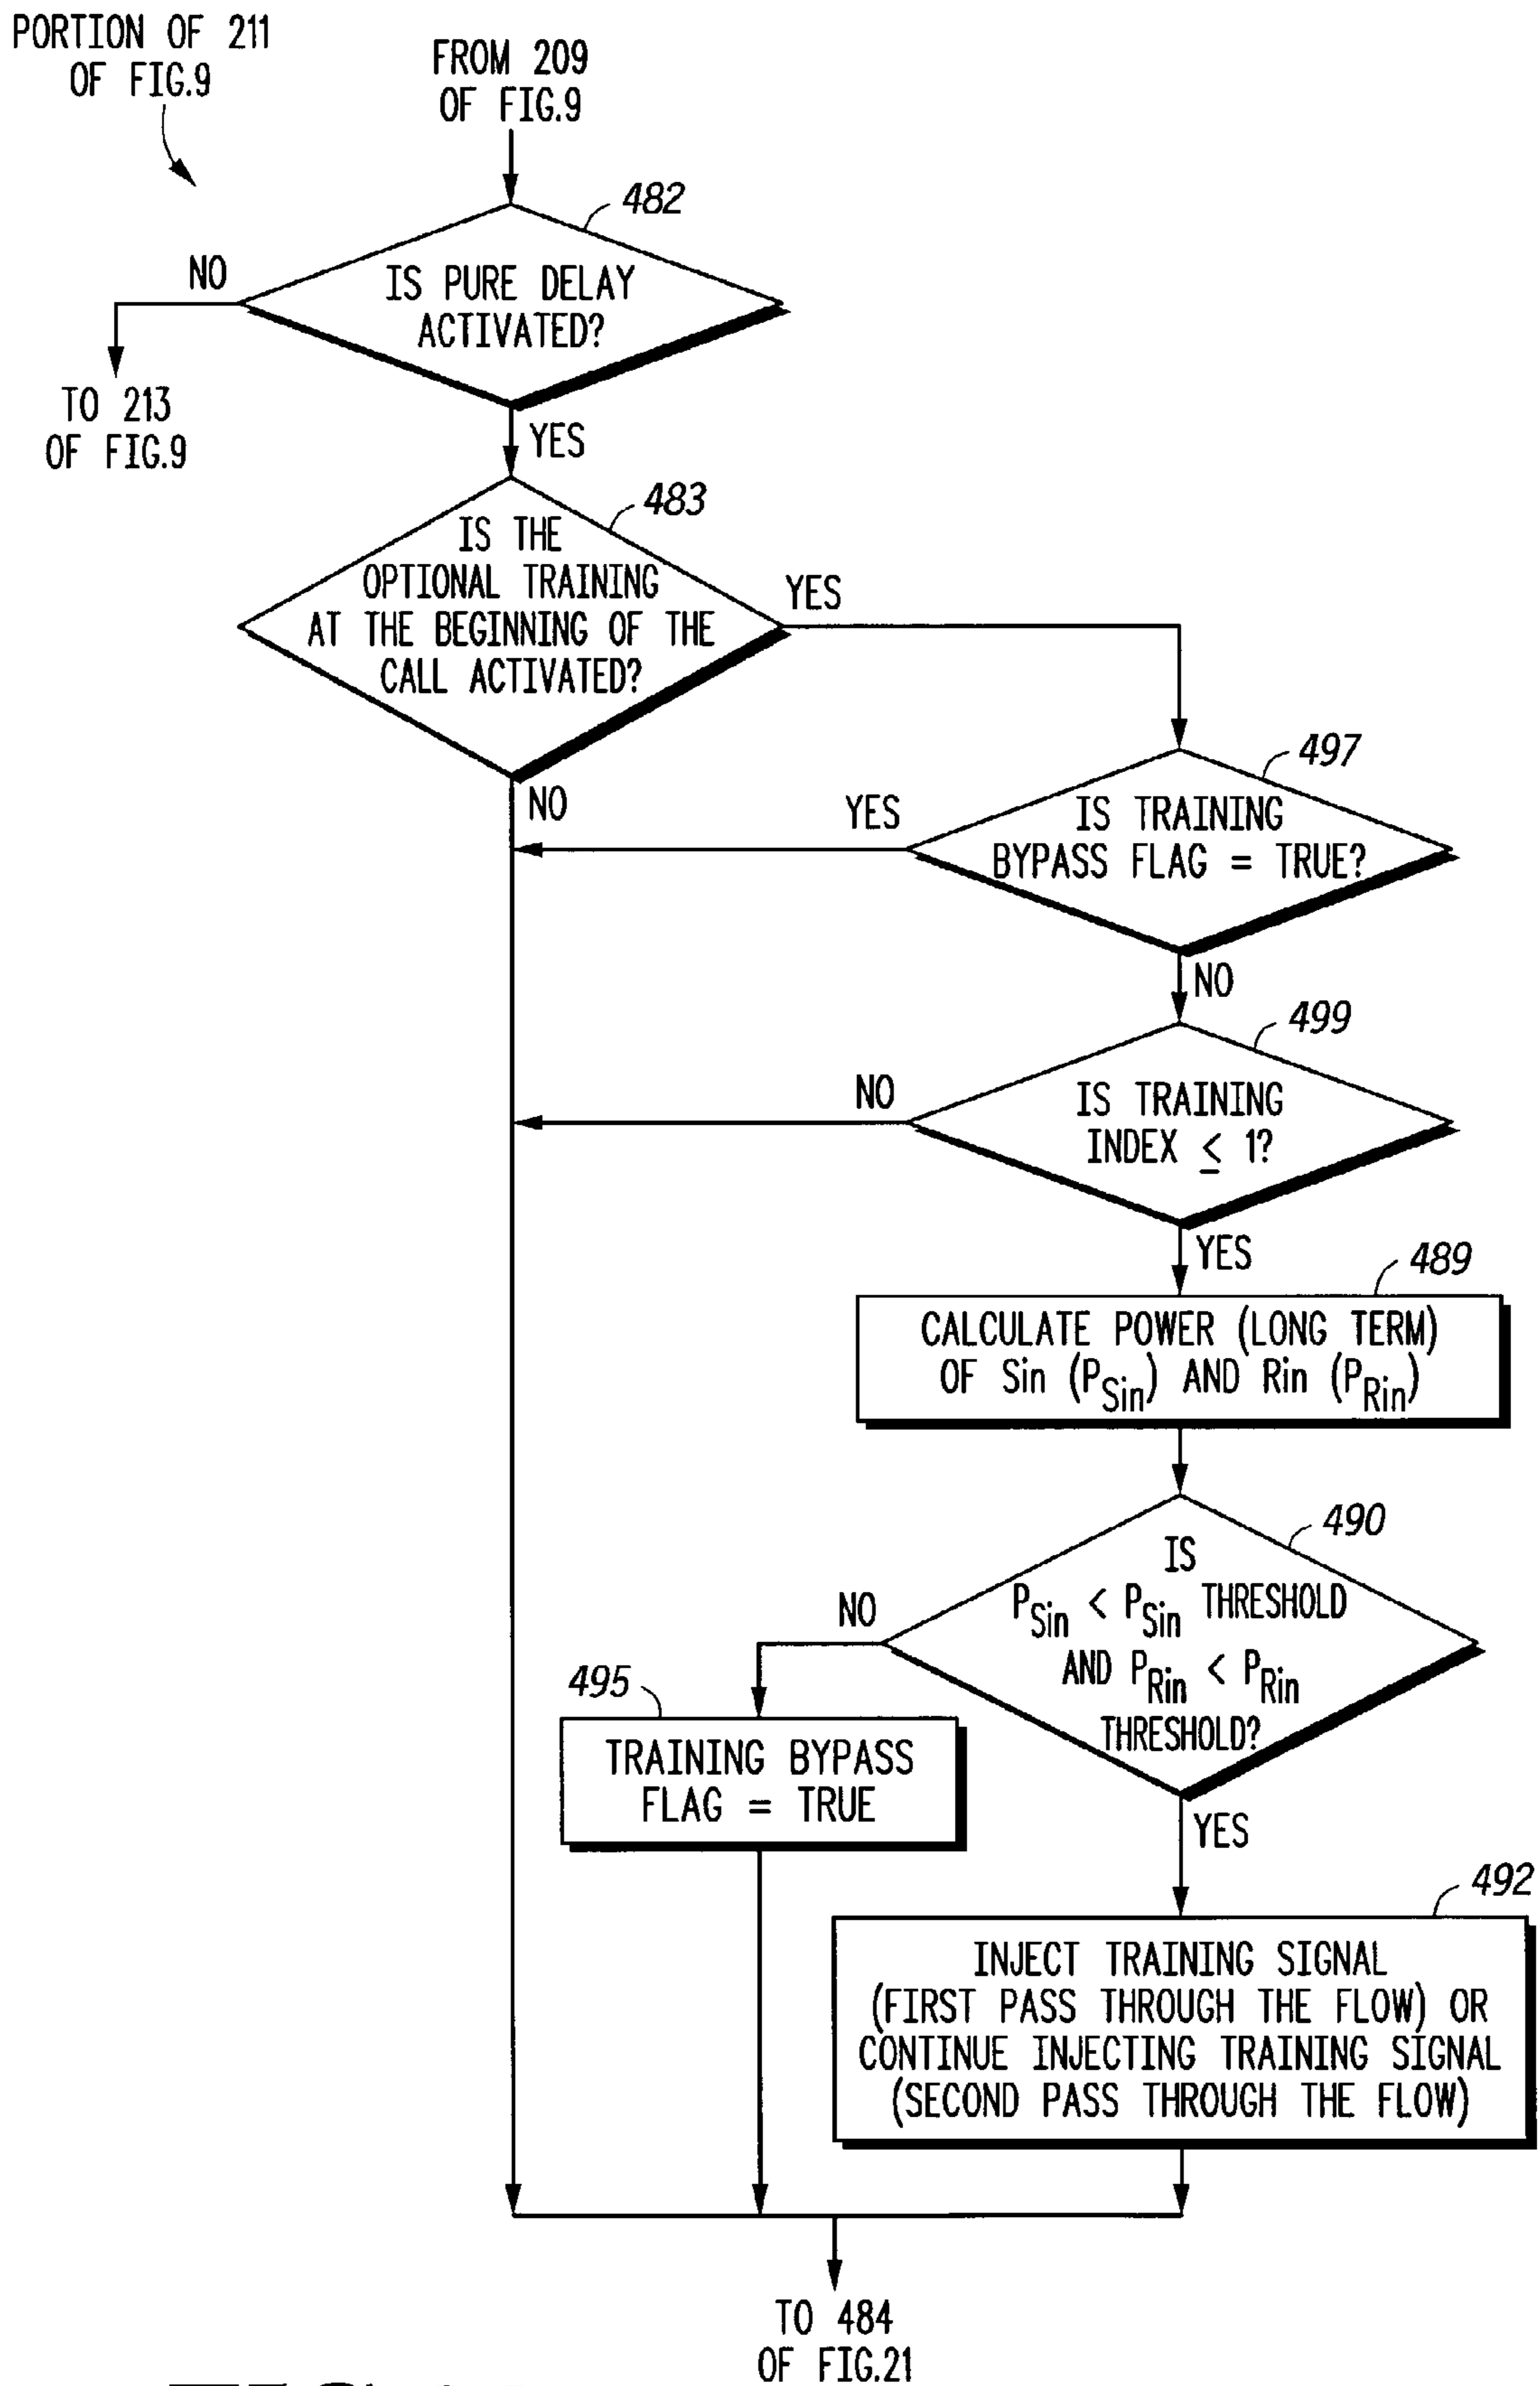 PORTION OF 211
OF FIG.9
FROM 209
OF FIG.9
482
NO
IS PURE DELAY
ACTIVATED?
TO 213
OF FIG.9
YES
483
IS THE
OPTIONAL TRAINING
AT THE BEGINNING OF THE
CALL ACTIVATED?
YES
NO
497
YES
IS TRAINING
BYPASS FLAG = TRUE?
NO
499
NO
IS TRAINING
INDEX ≤ 1?
YES
489
CALCULATE POWER (LONG TERM)
OF Sin (PSin) AND Rin (PRin)
490
IS
PSin < PSin THRESHOLD
AND PRin < PRin
THRESHOLD?
NO
495
TRAINING BYPASS
FLAG = TRUE
YES
492
INJECT TRAINING SIGNAL
(FIRST PASS THROUGH THE FLOW) OR
CONTINUE INJECTING TRAINING SIGNAL
(SECOND PASS THROUGH THE FLOW)
TO 484
OF FIG.21